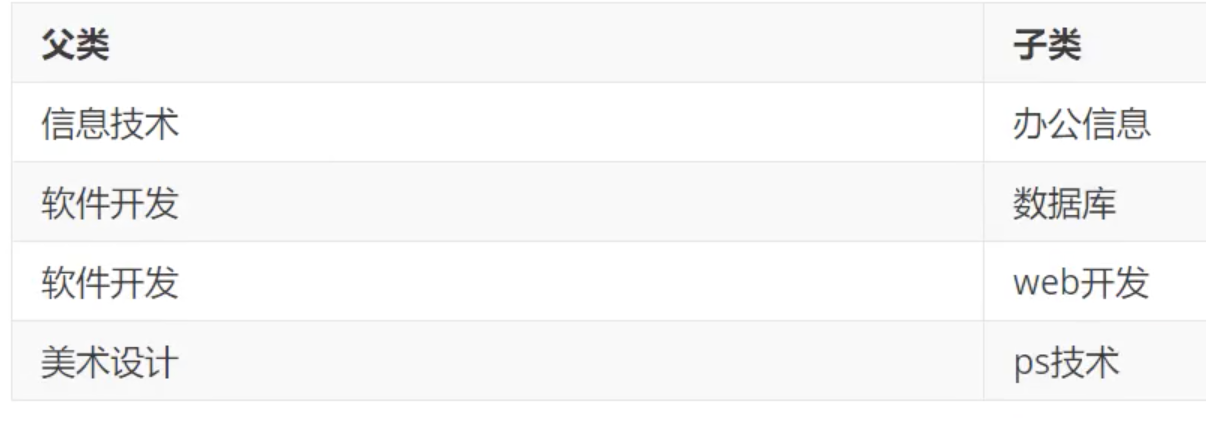 父类 子类
信息技术 办公信息
软件开发 数据库
软件开发 web开发
美术设计 ps技术